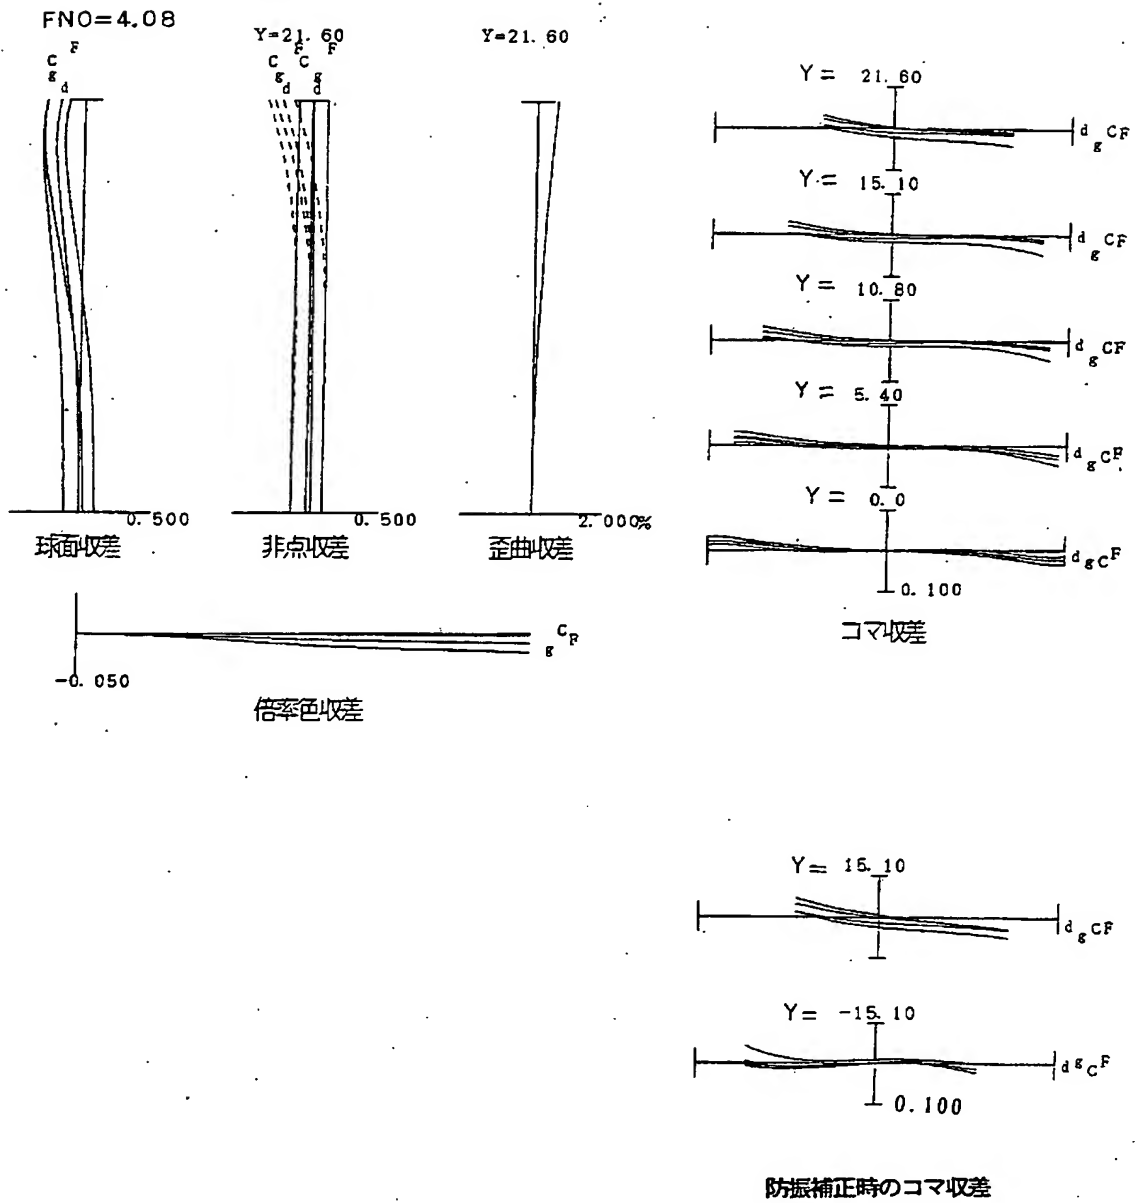 FNO=4.08
F
C
g
d
球面収差
0.500
Y=21.60
F F
C C
g g
d d
非点収差
0.500
Y=21.60
歪曲収差
2.000%
C
F
g
-0.050
倍率色収差
Y= 21.60
d g C F
Y= 15.10
d g C F
Y= 10.80
d g C F
Y= 5.40
d g C F
Y= 0.0
d g C F
0.100
コマ収差
Y= 15.10
d g C F
Y= -15.10
d g C F
0.100
防振補正時のコマ収差